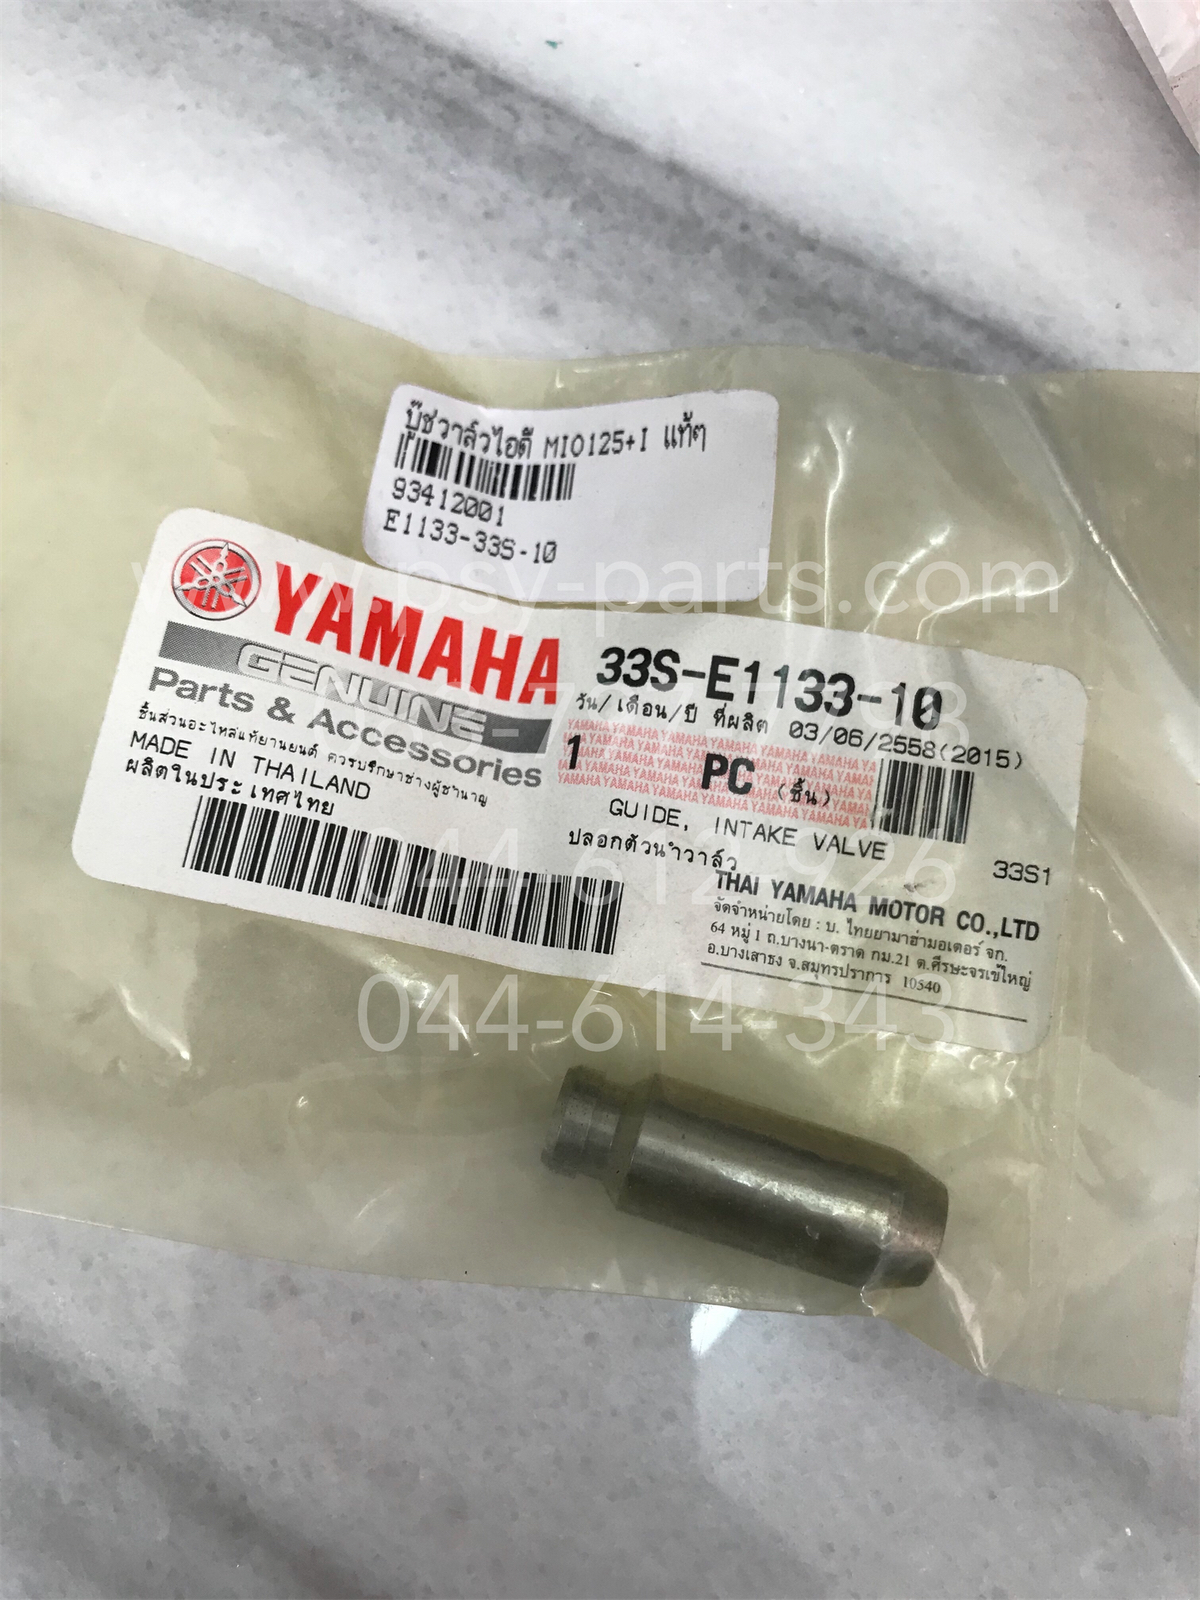 บู๊ชวาล์วไอดี MIO125+I แท้ๆ
93412001
E1133-33S-10
www.psy-parts.com
YAMAHA
GENUINE
Parts & Accessories
ชิ้นส่วนอะไหล่แท้ยานยนต์ ควรปรึกษาช่างผู้ชำนาญ
MADE IN THAILAND
ผลิตในประเทศไทย
33S-E1133-10
วัน/เดือน/ปี ที่ผลิต 03/06/2558(2015)
1 PC (ชิ้น)
GUIDE, INTAKE VALVE
ปลอกตัวนำวาล์ว
33S1
THAI YAMAHA MOTOR CO.,LTD
จัดจำหน่ายโดย : บ. ไทยยามาฮ่ามอเตอร์ จก.
64 หมู่ 1 ถ.บางนา-ตราด กม.21 ต.ศีรษะจรเข้ใหญ่
อ.บางเสาธง จ.สมุทรปราการ 10540
044-612-926
044-614-343